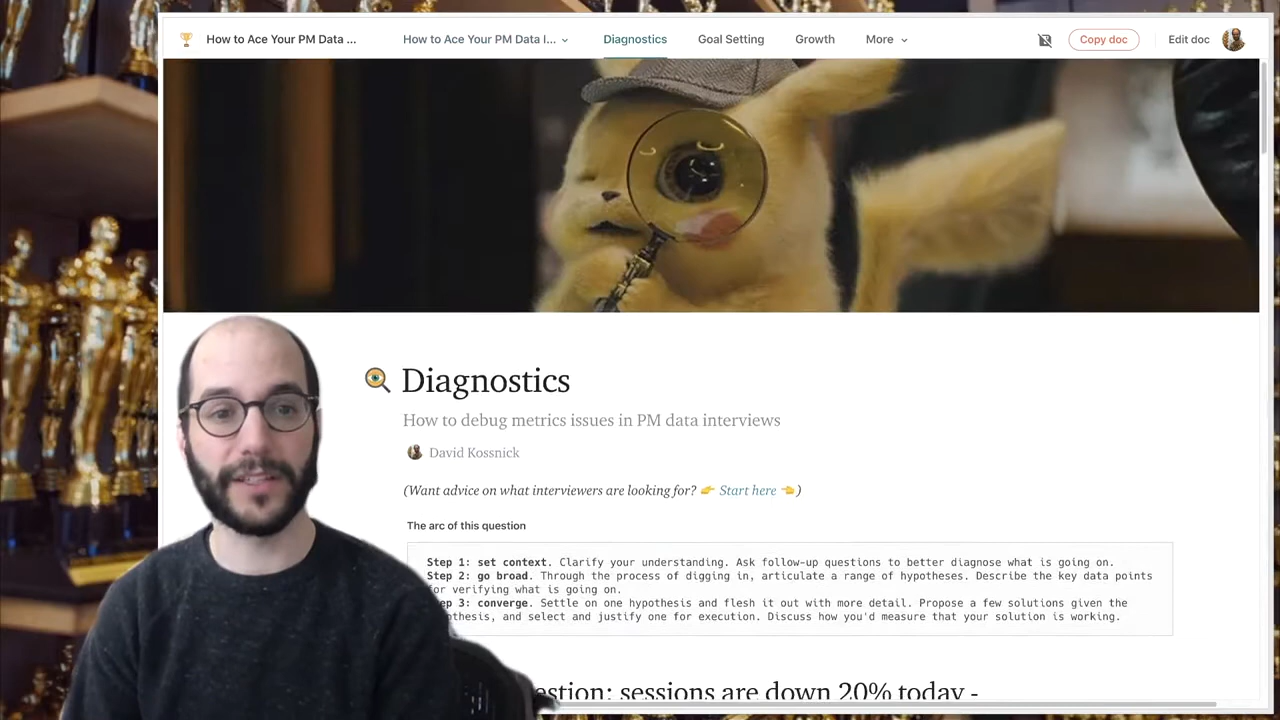 How to Ace Your PM Data ...
How to Ace Your PM Data I...
Diagnostics
Goal Setting
Growth
More
Copy doc
Edit doc
Diagnostics
How to debug metrics issues in PM data interviews
David Kossnick
(Want advice on what interviewers are looking for? 👉 Start here 👈)
The arc of this question
Step 1: set context. Clarify your understanding. Ask follow-up questions to better diagnose what is going on.
Step 2: go broad. Through the process of digging in, articulate a range of hypotheses. Describe the key data points
for verifying what is going on.
3: converge. Settle on one hypothesis and flesh it out with more detail. Propose a few solutions given the
and select and justify one for execution. Discuss how you'd measure that your solution is working.
sessions are down 20% today -